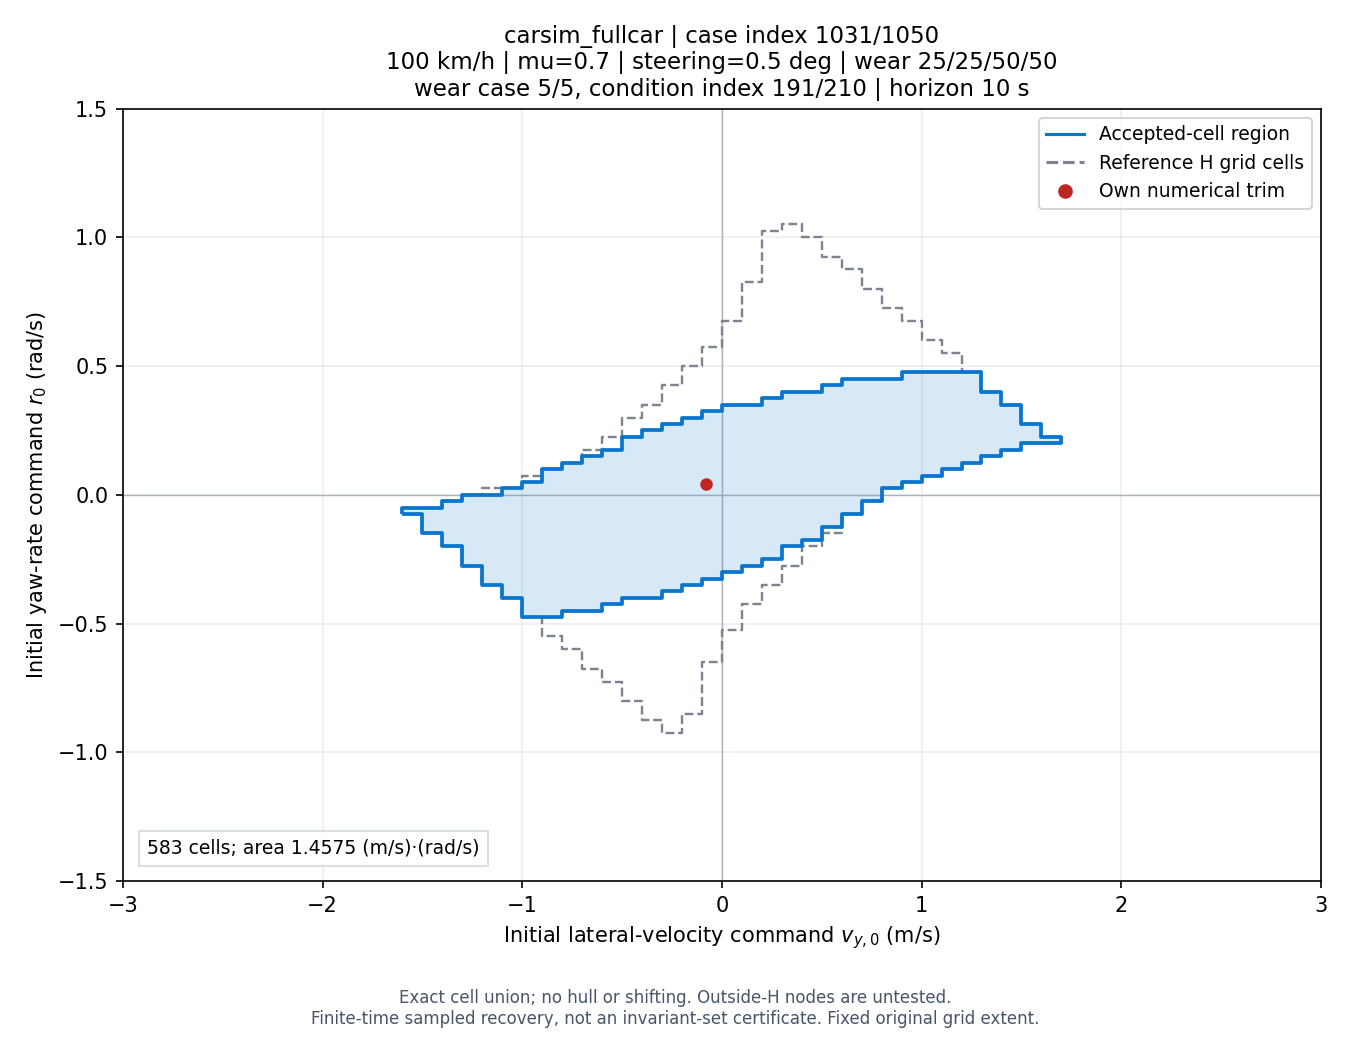 carsim_fullcar | case index 1031/1050
100 km/h | mu=0.7 | steering=0.5 deg | wear 25/25/50/50
wear case 5/5, condition index 191/210 | horizon 10 s
Accepted-cell region
Reference H grid cells
Own numerical trim
1.5
1.0
0.5
0.0
−0.5
−1.0
−1.5
Initial yaw-rate command r0 (rad/s)
583 cells; area 1.4575 (m/s)·(rad/s)
−3 −2 −1 0 1 2 3
Initial lateral-velocity command vy,0 (m/s)
Exact cell union; no hull or shifting. Outside-H nodes are untested.
Finite-time sampled recovery, not an invariant-set certificate. Fixed original grid extent.